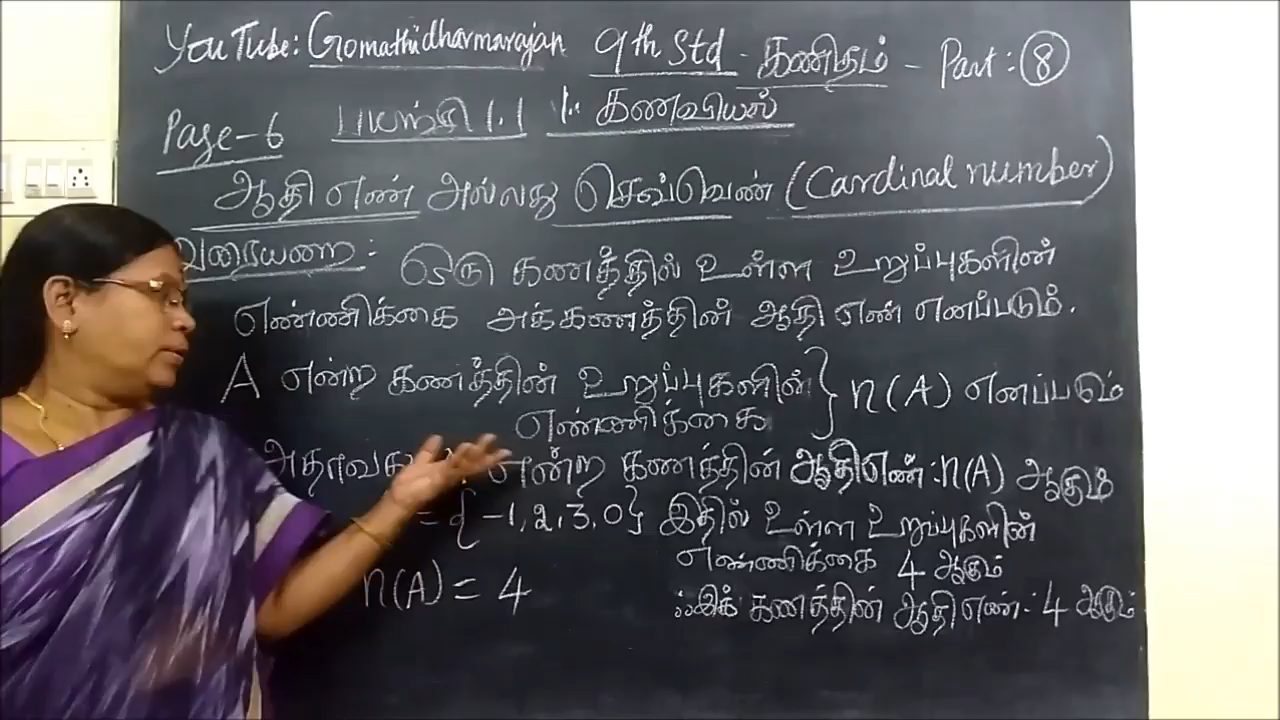 YouTube: Gomathidharmarajan 9th Std - கணிதம் - Part: 8
Page-6 பயிற்சி 1.1 1. கணவியல்
ஆதி எண் அல்லது செவ்வெண் (Cardinal number)
வரையறை: ஒரு கணத்தில் உள்ள உறுப்புகளின்
எண்ணிக்கை அக்கணத்தின் ஆதி எண் எனப்படும்.
A என்ற கணத்தின் உறுப்புகளின் } n(A) எனப்படும்
எண்ணிக்கை
என்ற கணத்தின் ஆதிஎண்: n(A) ஆகும்
= { -1, 2, 3, 0 } இதில் உள்ள உறுப்புகளின்
எண்ணிக்கை 4 ஆகும்
n(A) = 4 ∴ இக் கணத்தின் ஆதிஎண்: 4 ஆகும்